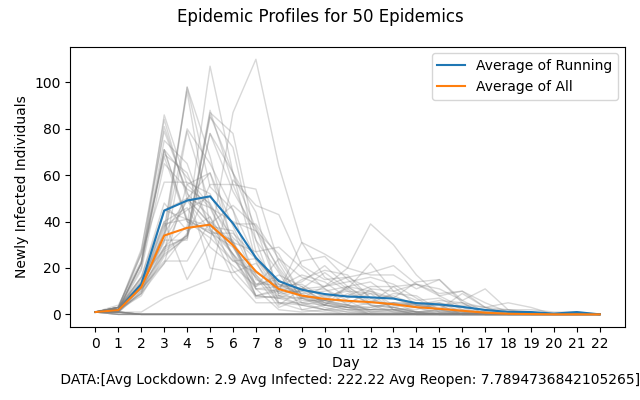 Epidemic Profiles for 50 Epidemics
Average of Running
Average of All
Newly Infected Individuals
100
80
60
40
20
0
0 1 2 3 4 5 6 7 8 9 10 11 12 13 14 15 16 17 18 19 20 21 22
Day
DATA:[Avg Lockdown: 2.9 Avg Infected: 222.22 Avg Reopen: 7.7894736842105265]